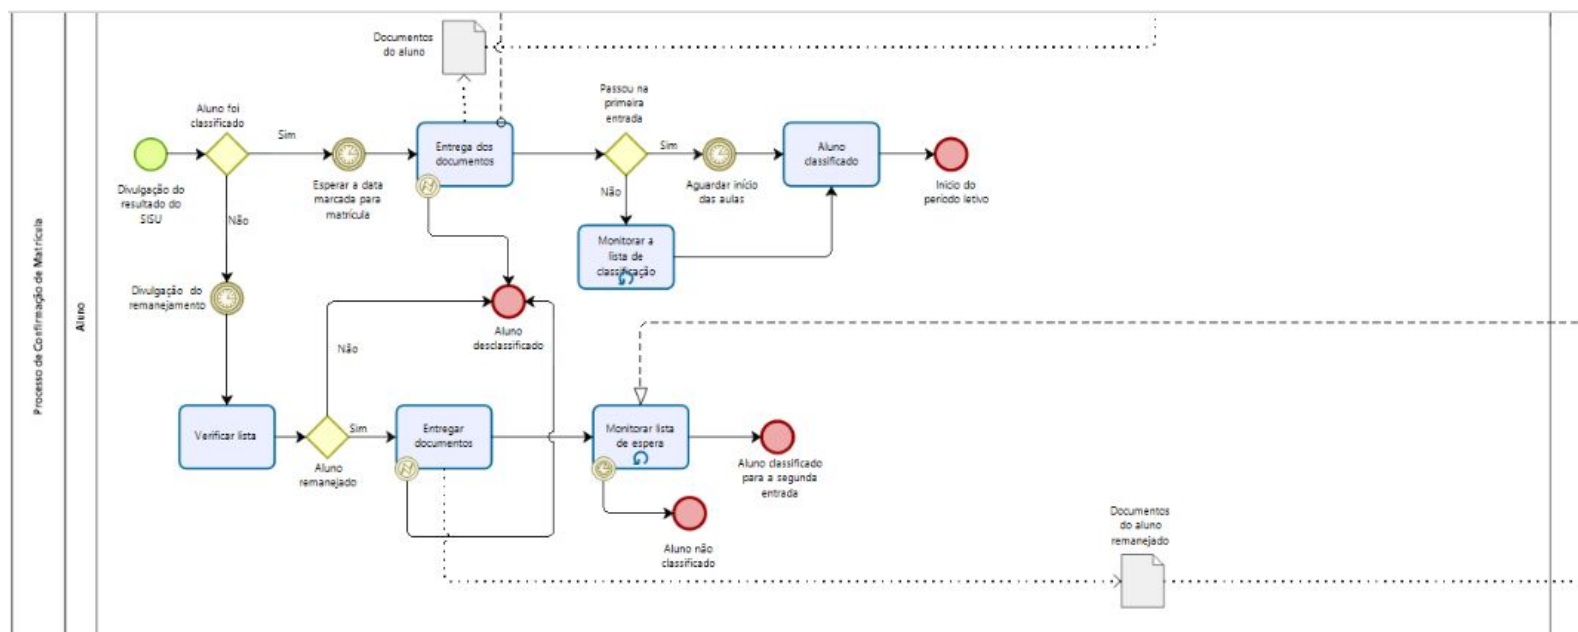 Processo de Confirmação de Matrícula
Aluno
Documentos
do aluno
Aluno foi
classificado
Sim
Não
Divulgação do
resultado do
SISU
Esperar a data
marcada para
matrícula
Entrega dos
documentos
Passou na
primeira
entrada
Sim
Não
Aguardar início
das aulas
Aluno
classificado
Inicio do
período letivo
Monitorar a
lista de
classificação
Divulgação do
remanejamento
Aluno
desclassificado
Não
Verificar lista
Sim
Aluno
remanejado
Entregar
documentos
Monitorar lista
de espera
Aluno classificado
para a segunda
entrada
Aluno não
classificado
Documentos
do aluno
remanejado